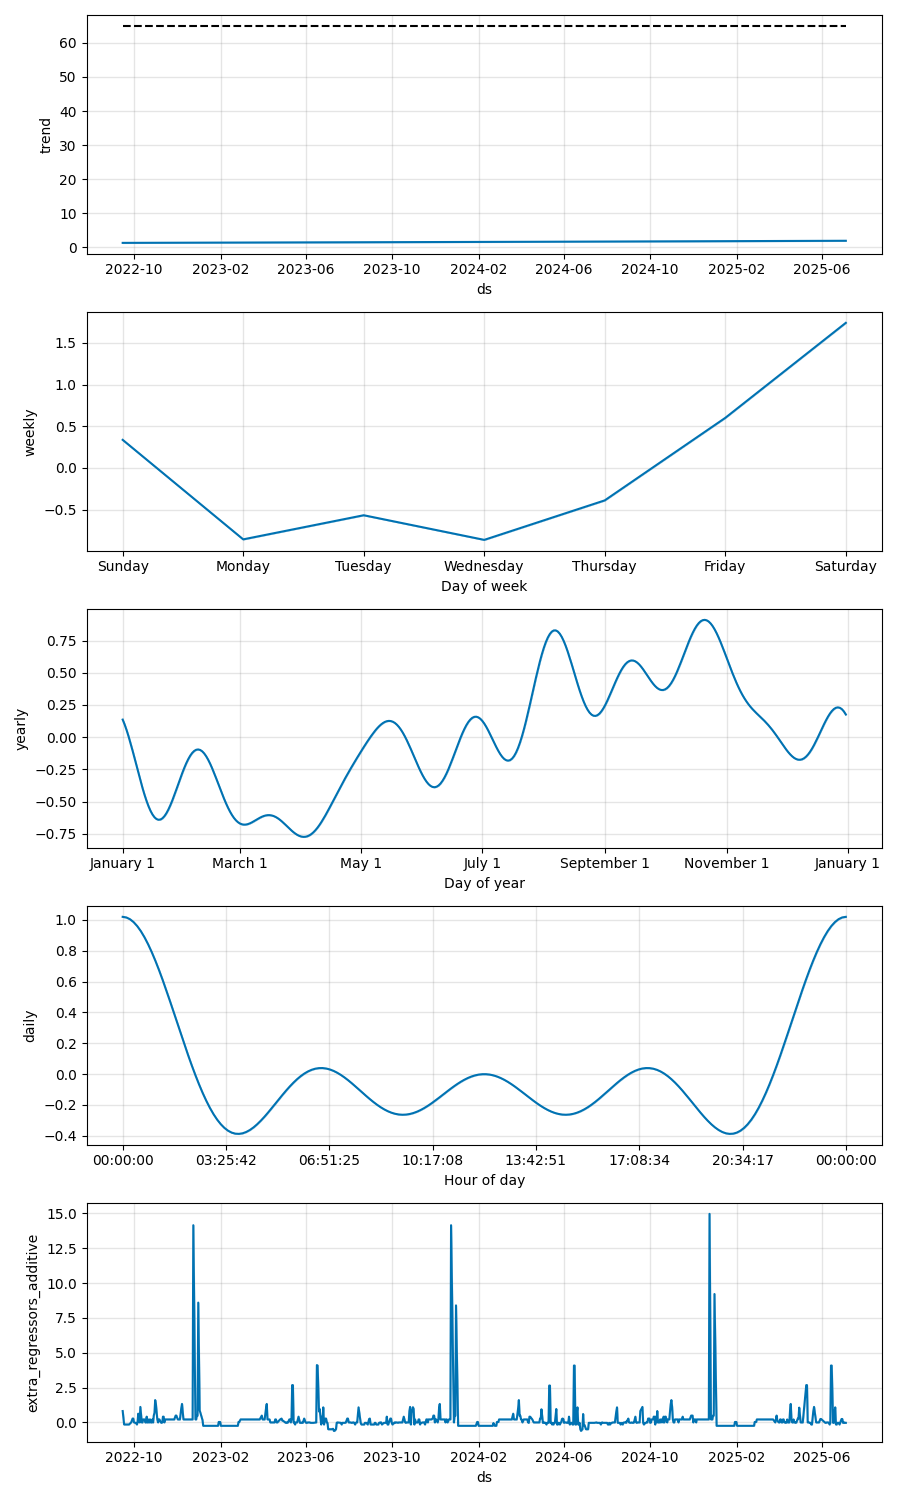 60
50
40
30
20
10
0
trend
2022-10 2023-02 2023-06 2023-10 2024-02 2024-06 2024-10 2025-02 2025-06
ds
1.5
1.0
0.5
0.0
−0.5
weekly
Sunday Monday Tuesday Wednesday Thursday Friday Saturday
Day of week
0.75
0.50
0.25
0.00
−0.25
−0.50
−0.75
yearly
January 1 March 1 May 1 July 1 September 1 November 1 January 1
Day of year
1.0
0.8
0.6
0.4
0.2
0.0
−0.2
−0.4
daily
00:00:00 03:25:42 06:51:25 10:17:08 13:42:51 17:08:34 20:34:17 00:00:00
Hour of day
15.0
12.5
10.0
7.5
5.0
2.5
0.0
extra_regressors_additive
2022-10 2023-02 2023-06 2023-10 2024-02 2024-06 2024-10 2025-02 2025-06
ds